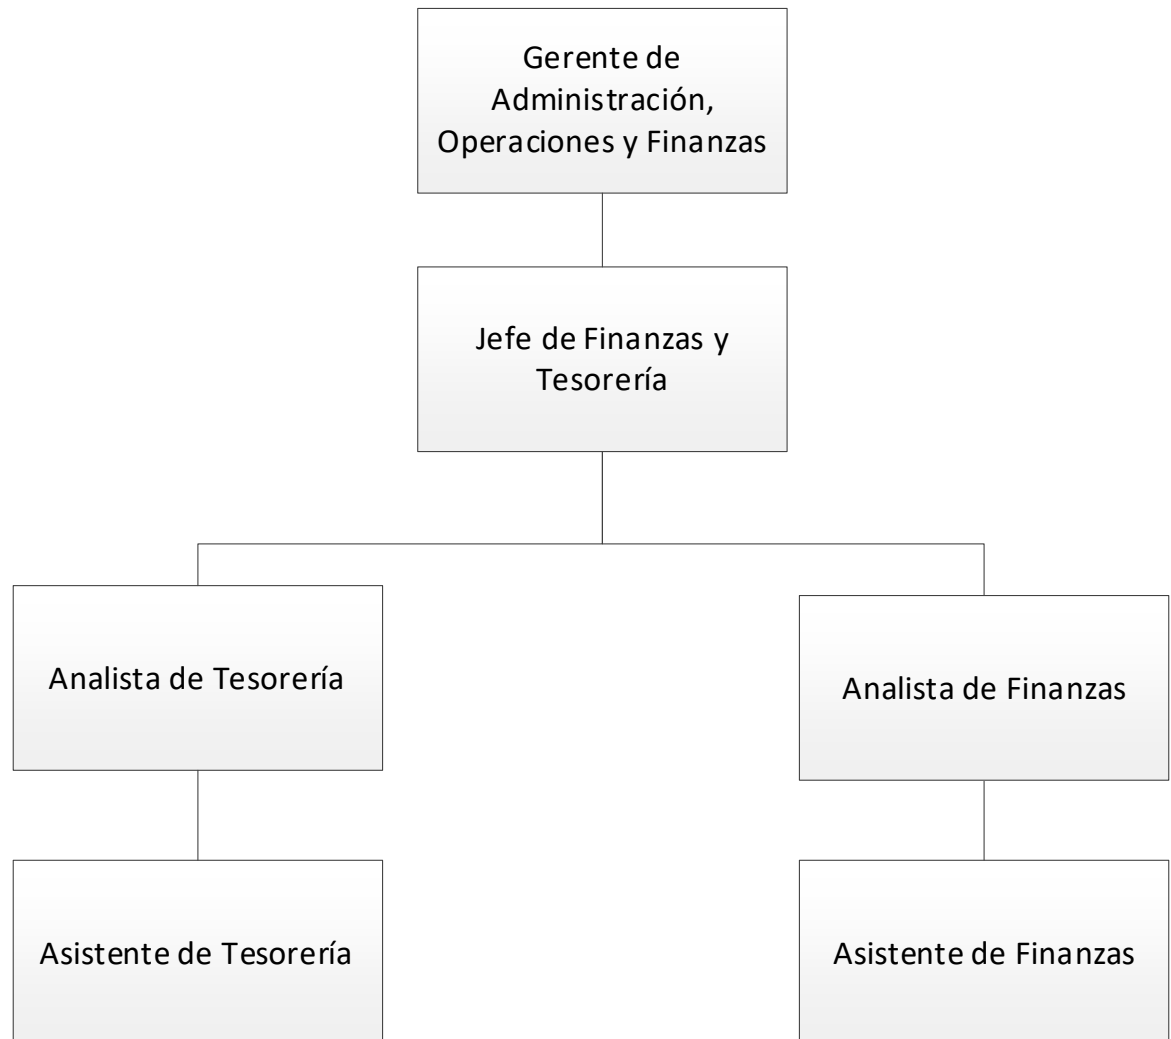 Gerente de
Administración,
Operaciones y Finanzas
Jefe de Finanzas y
Tesorería
Analista de Tesorería
Analista de Finanzas
Asistente de Tesorería
Asistente de Finanzas